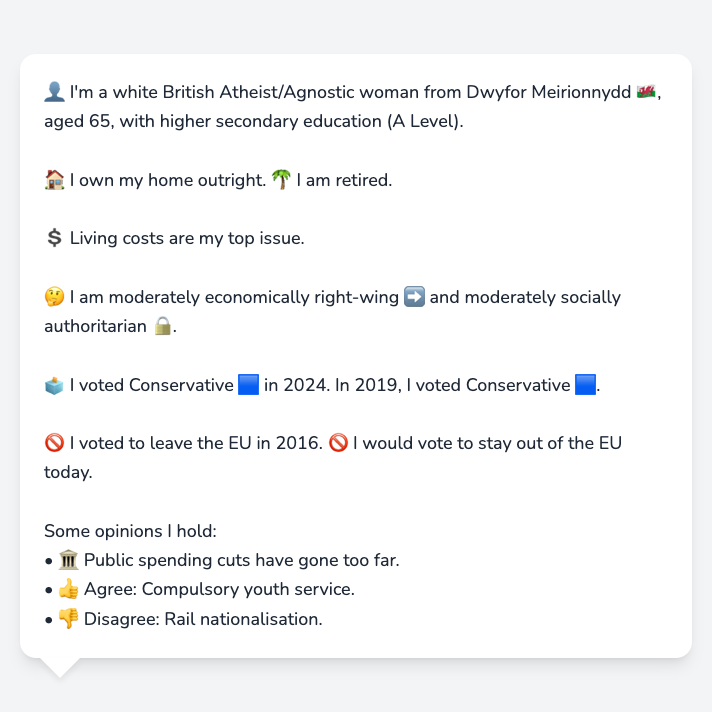 👤 I'm a white British Atheist/Agnostic woman from Dwyfor Meirionnydd 🏴󠁧󠁢󠁷󠁬󠁳󠁿,
aged 65, with higher secondary education (A Level).
🏠 I own my home outright. 🌴 I am retired.
💲 Living costs are my top issue.
🤔 I am moderately economically right-wing ➡️ and moderately socially
authoritarian 🔒.
🗳️ I voted Conservative 🟦 in 2024. In 2019, I voted Conservative 🟦.
🚫 I voted to leave the EU in 2016. 🚫 I would vote to stay out of the EU
today.
Some opinions I hold:
• 🏛️ Public spending cuts have gone too far.
• 👍 Agree: Compulsory youth service.
• 👎 Disagree: Rail nationalisation.